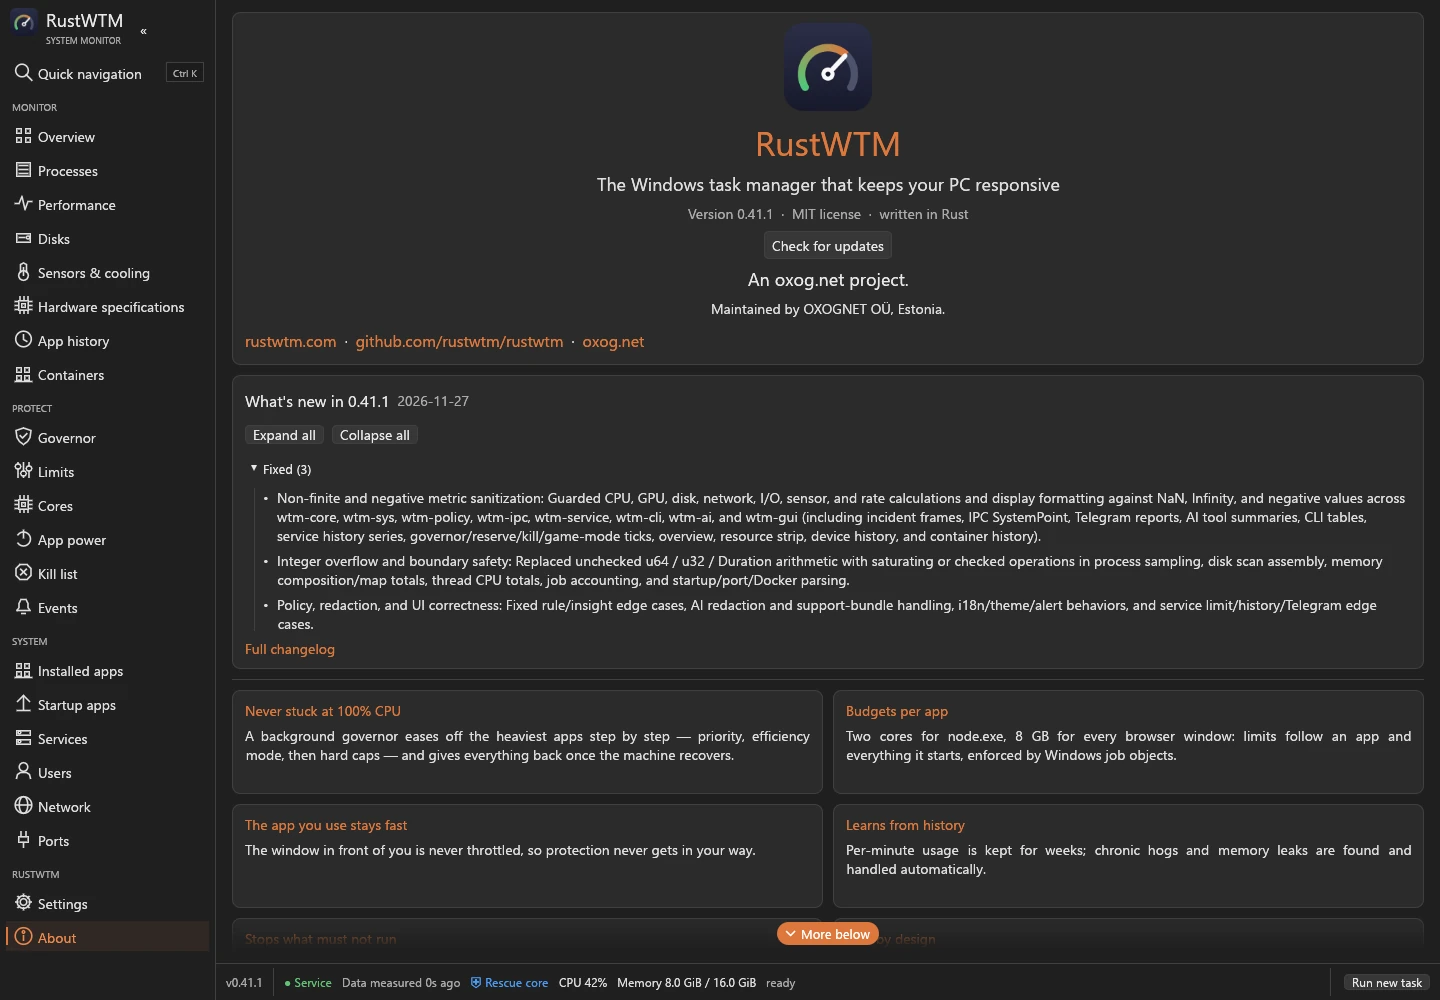 RustWTM
SYSTEM MONITOR
«
Quick navigation
Ctrl K
MONITOR
Overview
Processes
Performance
Disks
Sensors & cooling
Hardware specifications
App history
Containers
PROTECT
Governor
Limits
Cores
App power
Kill list
Events
SYSTEM
Installed apps
Startup apps
Services
Users
Network
Ports
RUSTWTM
Settings
About
RustWTM
The Windows task manager that keeps your PC responsive
Version 0.41.1 · MIT license · written in Rust
Check for updates
An oxog.net project.
Maintained by OXOGNET OÜ, Estonia.
rustwtm.com · github.com/rustwtm/rustwtm · oxog.net
What's new in 0.41.1 2026-11-27
Expand all
Collapse all
Fixed (3)
• Non-finite and negative metric sanitization: Guarded CPU, GPU, disk, network, I/O, sensor, and rate calculations and display formatting against NaN, Infinity, and negative values across
wtm-core, wtm-sys, wtm-policy, wtm-ipc, wtm-service, wtm-cli, wtm-ai, and wtm-gui (including incident frames, IPC SystemPoint, Telegram reports, AI tool summaries, CLI tables,
service history series, governor/reserve/kill/game-mode ticks, overview, resource strip, device history, and container history).
• Integer overflow and boundary safety: Replaced unchecked u64 / u32 / Duration arithmetic with saturating or checked operations in process sampling, disk scan assembly, memory
composition/map totals, thread CPU totals, job accounting, and startup/port/Docker parsing.
• Policy, redaction, and UI correctness: Fixed rule/insight edge cases, AI redaction and support-bundle handling, i18n/theme/alert behaviors, and service limit/history/Telegram edge
cases.
Full changelog
Never stuck at 100% CPU
A background governor eases off the heaviest apps step by step — priority, efficiency
mode, then hard caps — and gives everything back once the machine recovers.
Budgets per app
Two cores for node.exe, 8 GB for every browser window: limits follow an app and
everything it starts, enforced by Windows job objects.
The app you use stays fast
The window in front of you is never throttled, so protection never gets in your way.
Learns from history
Per-minute usage is kept for weeks; chronic hogs and memory leaks are found and
handled automatically.
Stops what must not run
by design
More below
v0.41.1
Service
Data measured 0s ago
Rescue core
CPU 42%
Memory 8.0 GiB / 16.0 GiB
ready
Run new task